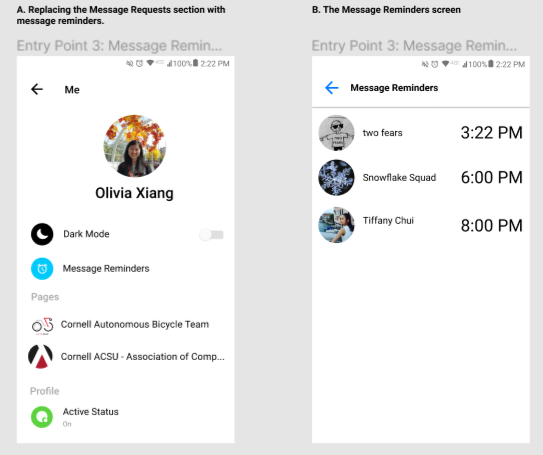 A. Replacing the Message Requests section with
message reminders.
Entry Point 3: Message Remin...
100% 2:22 PM
Me
Olivia Xiang
Dark Mode
Message Reminders
Pages
Cornell Autonomous Bicycle Team
Cornell ACSU - Association of Comp...
Profile
Active Status
On
B. The Message Reminders screen
Entry Point 3: Message Remin...
100% 2:22 PM
Message Reminders
two fears
3:22 PM
Snowflake Squad
6:00 PM
Tiffany Chui
8:00 PM